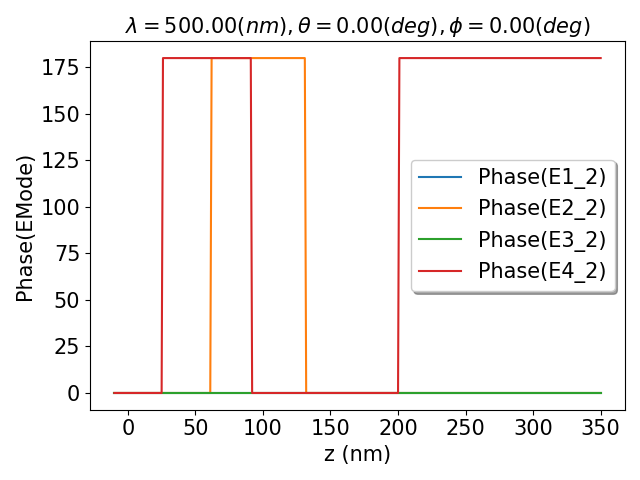 λ = 500.00(nm), θ = 0.00(deg), ϕ = 0.00(deg)
Phase(EMode)
175
150
125
100
75
50
25
0
Phase(E1_2)
Phase(E2_2)
Phase(E3_2)
Phase(E4_2)
0 50 100 150 200 250 300 350
z (nm)